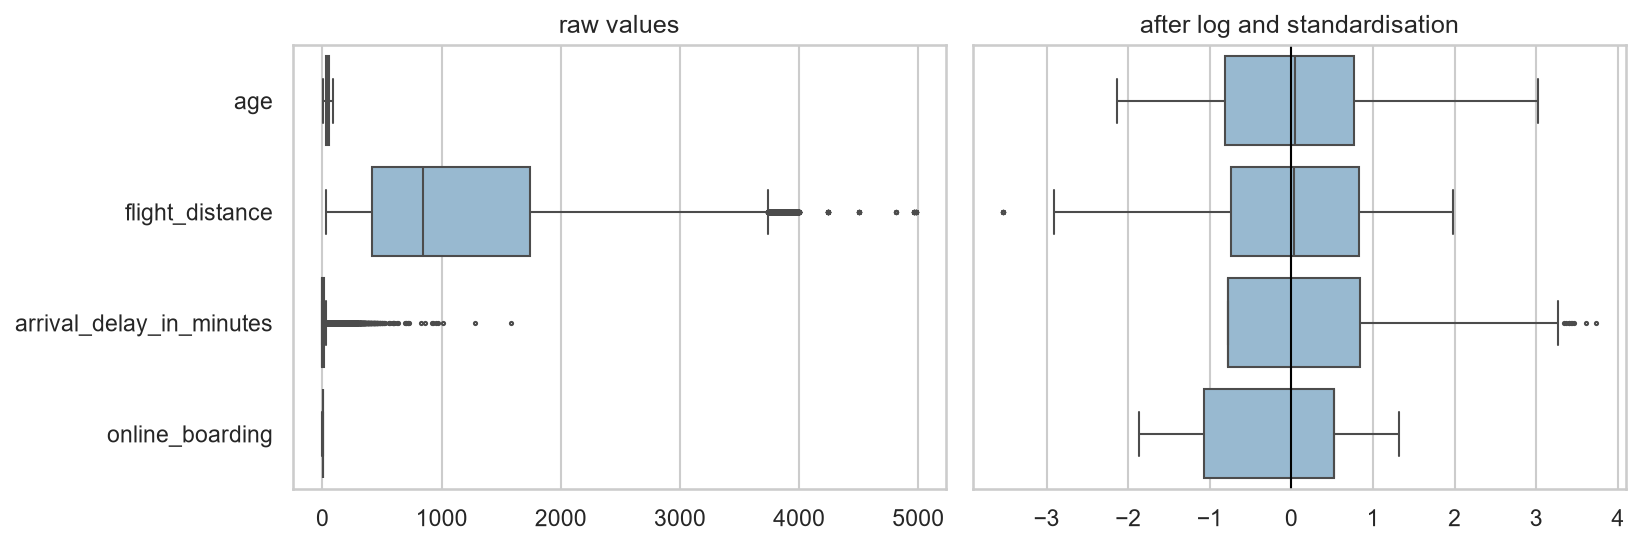 raw values
after log and standardisation
age
flight_distance
arrival_delay_in_minutes
online_boarding
0 1000 2000 3000 4000 5000
−3 −2 −1 0 1 2 3 4